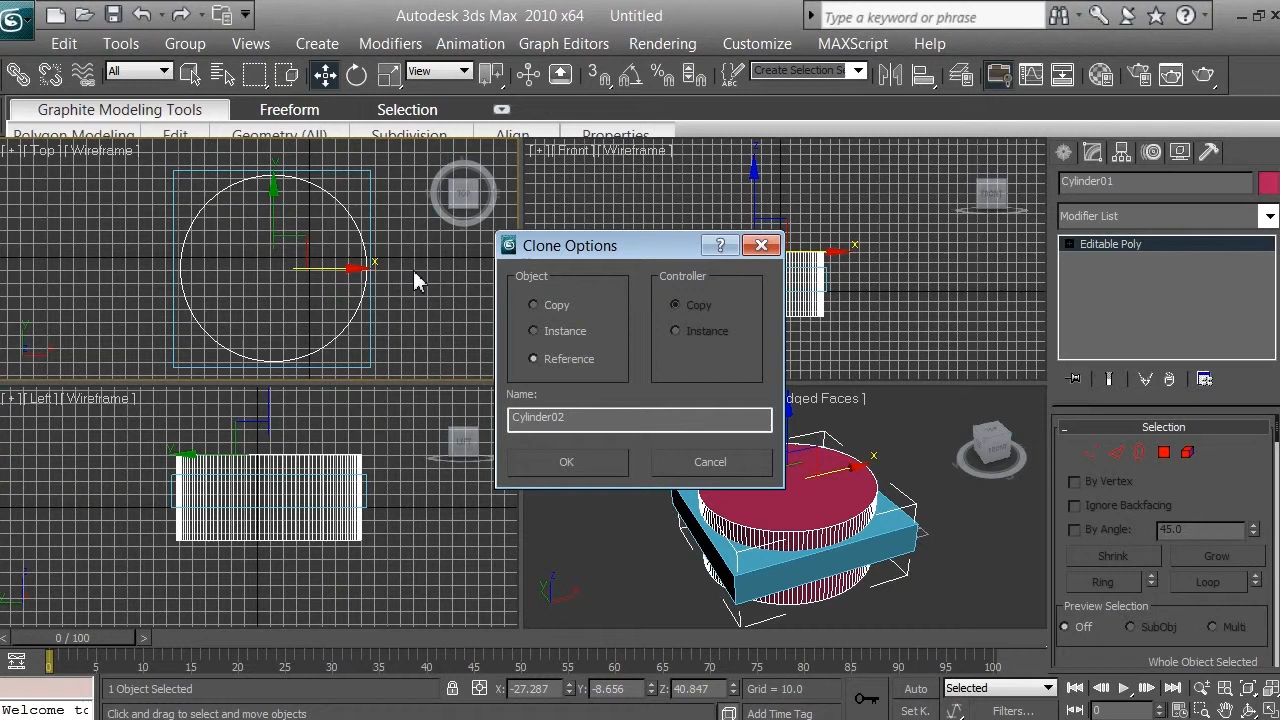 Autodesk 3ds Max 2010 x64 Untitled
Type a keyword or phrase
Edit Tools Group Views Create Modifiers Animation Graph Editors Rendering Customize MAXScript Help
All View Create Selection Se
Graphite Modeling Tools Freeform Selection
Polygon Modeling Edit Geometry (All) Subdivision Align Properties
[ + ] [ Top ] [ Wireframe ]
TOP
[ + ] [ Front ] [ Wireframe ]
FRONT
Cylinder01
Modifier List
Editable Poly
Clone Options
Object
Copy
Instance
Reference
Controller
Copy
Instance
Name:
Cylinder02
OK Cancel
[ + ] [ Left ] [ Wireframe ]
LEFT
dged Faces ]
Selection
By Vertex
Ignore Backfacing
By Angle: 45.0
Shrink Grow
Ring Loop
Preview Selection
Off SubObj Multi
Whole Object Selected
0 / 100
0 5 10 15 20 25 30 35 40 45 50 55 60 65 70 75 80 85 90 95 100
1 Object Selected X: -27.287 Y: -8.656 Z: 40.847 Grid = 10.0 Auto Selected
Welcome to Click and drag to select and move objects Add Time Tag Set K. Filters... 0